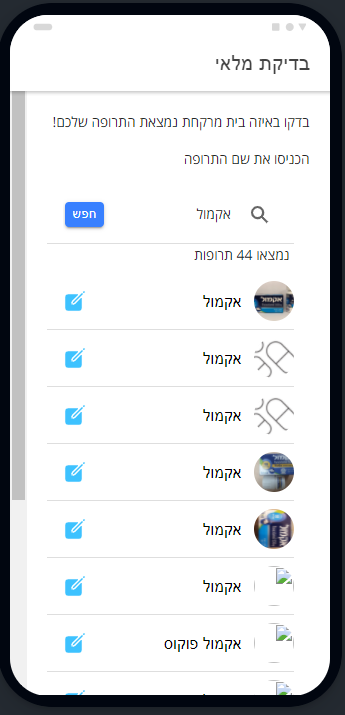 בדיקת מלאי
בדקו באיזה בית מרקחת נמצאת התרופה שלכם!
הכניסו את שם התרופה
אקמול
חפש
נמצאו 44 תרופות
אקמול
אקמול
אקמול
אקמול
אקמול
אקמול
אקמול פוקוס